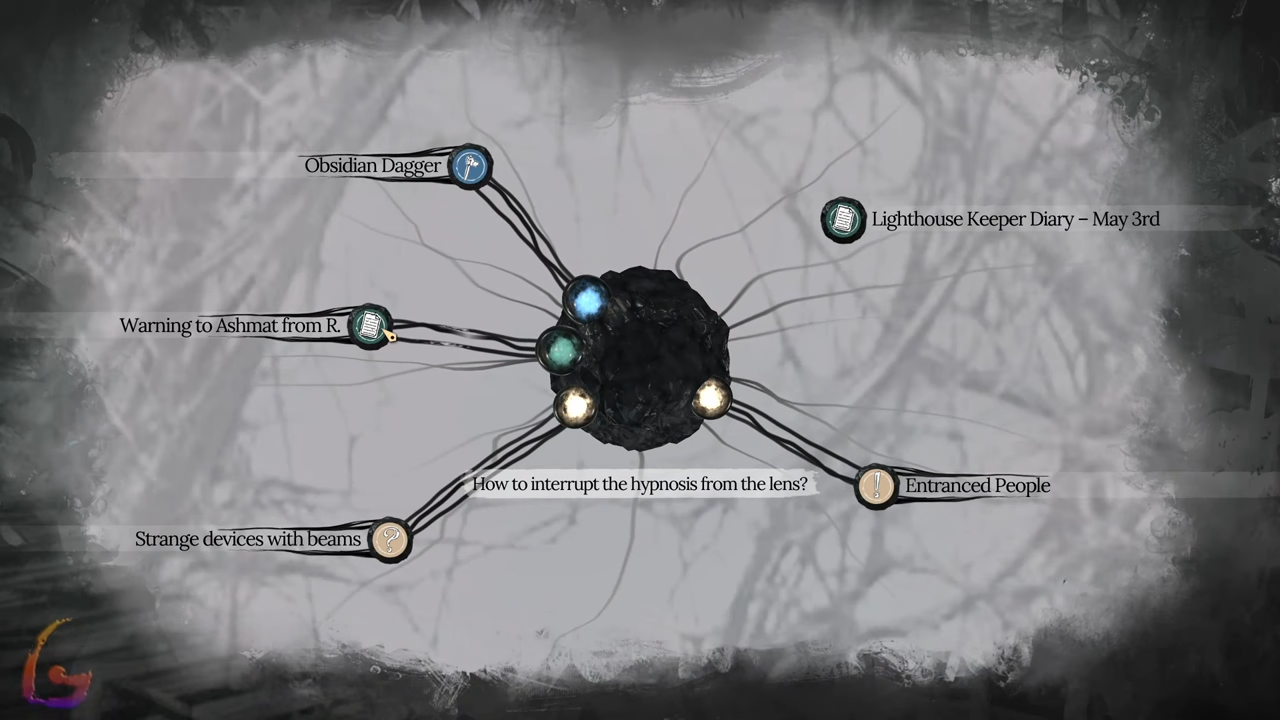 Obsidian Dagger
Lighthouse Keeper Diary – May 3rd
Warning to Ashmat from R.
How to interrupt the hypnosis from the lens?
Entranced People
Strange devices with beams